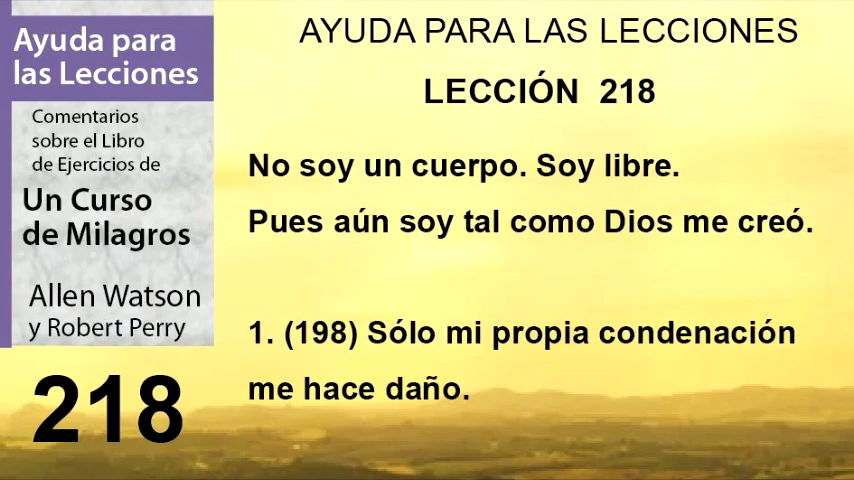 Ayuda para
las Lecciones
Comentarios
sobre el Libro
de Ejercicios de
Un Curso
de Milagros
Allen Watson
y Robert Perry
218
AYUDA PARA LAS LECCIONES
LECCIÓN 218
No soy un cuerpo. Soy libre.
Pues aún soy tal como Dios me creó.
1. (198) Sólo mi propia condenación
me hace daño.